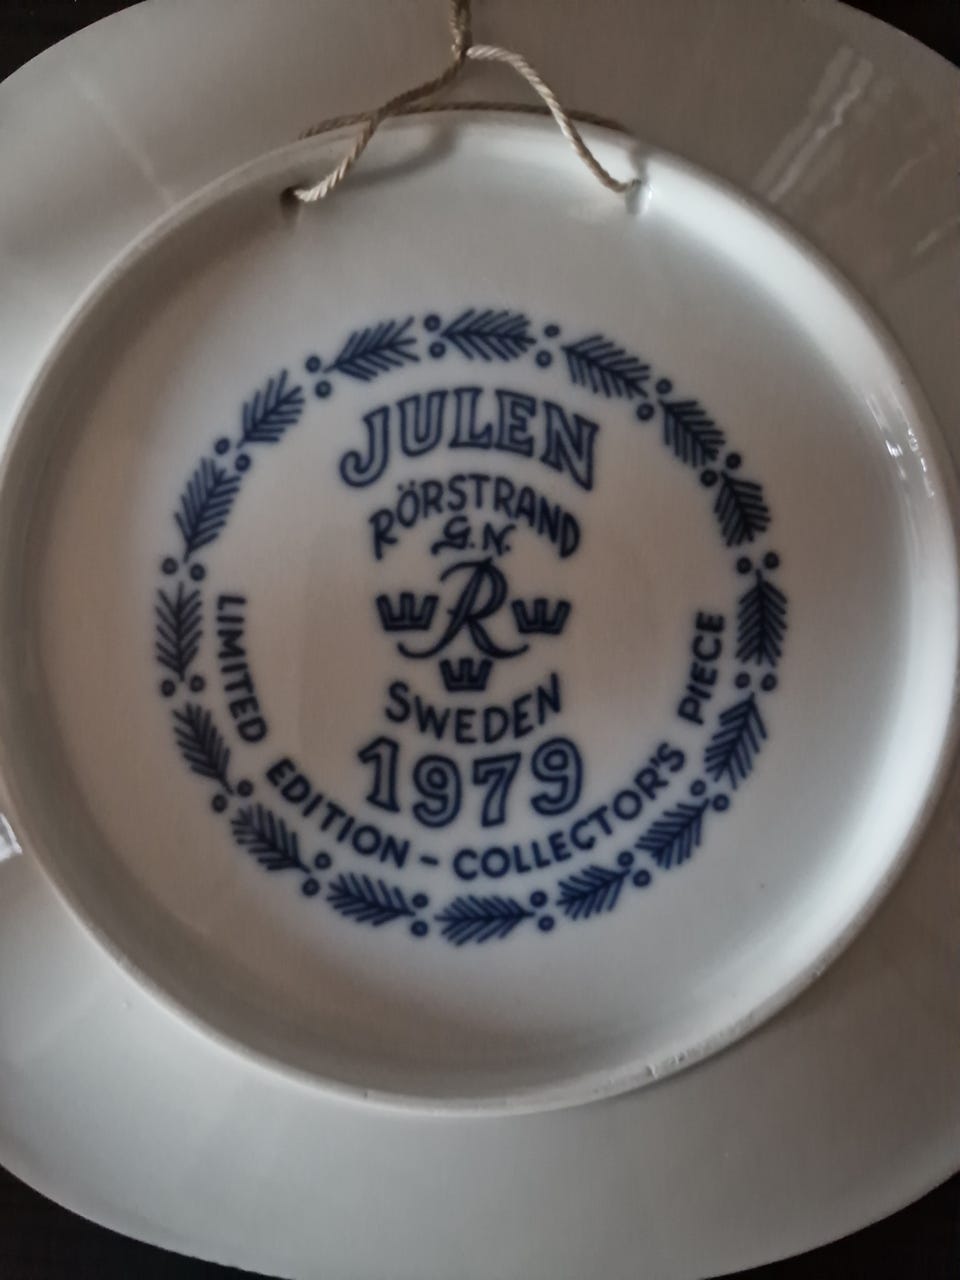 JULEN
RÖRSTRAND
G.N.
R
SWEDEN
1979
LIMITED EDITION - COLLECTOR'S PIECE